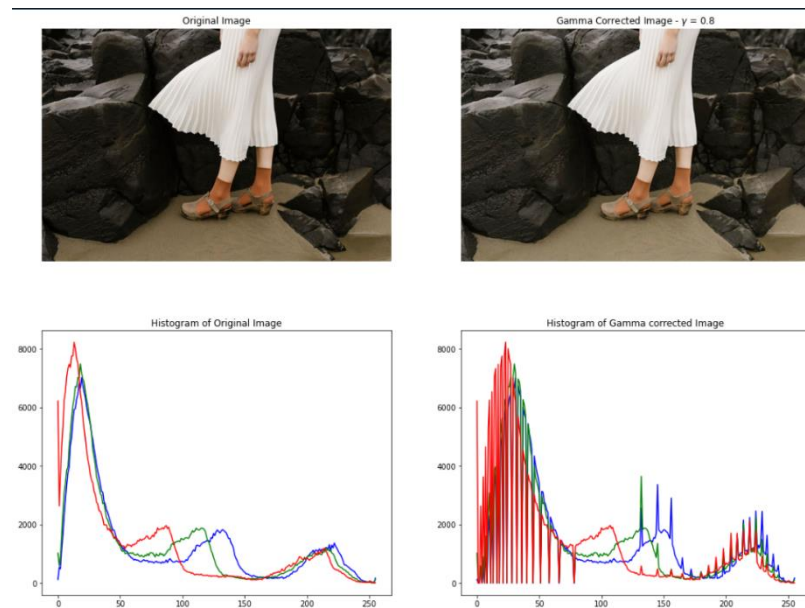 Original Image
Gamma Corrected Image - γ = 0.8
Histogram of Original Image
Histogram of Gamma corrected Image
8000
6000
4000
2000
0
0 50 100 150 200 250
8000
6000
4000
2000
0
0 50 100 150 200 250